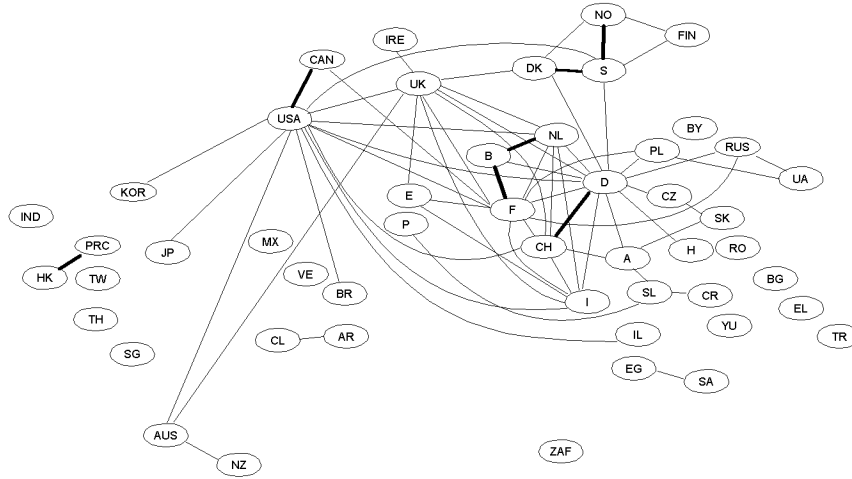 NO
FIN
IRE
CAN
DK
S
UK
USA
BY
NL
RUS
PL
B
UA
D
KOR
E
CZ
F
IND
P
SK
PRC
MX
CH
H
RO
JP
A
HK
TW
VE
BG
BR
SL
CR
I
EL
TH
YU
CL
AR
IL
TR
SG
EG
SA
AUS
ZAF
NZ